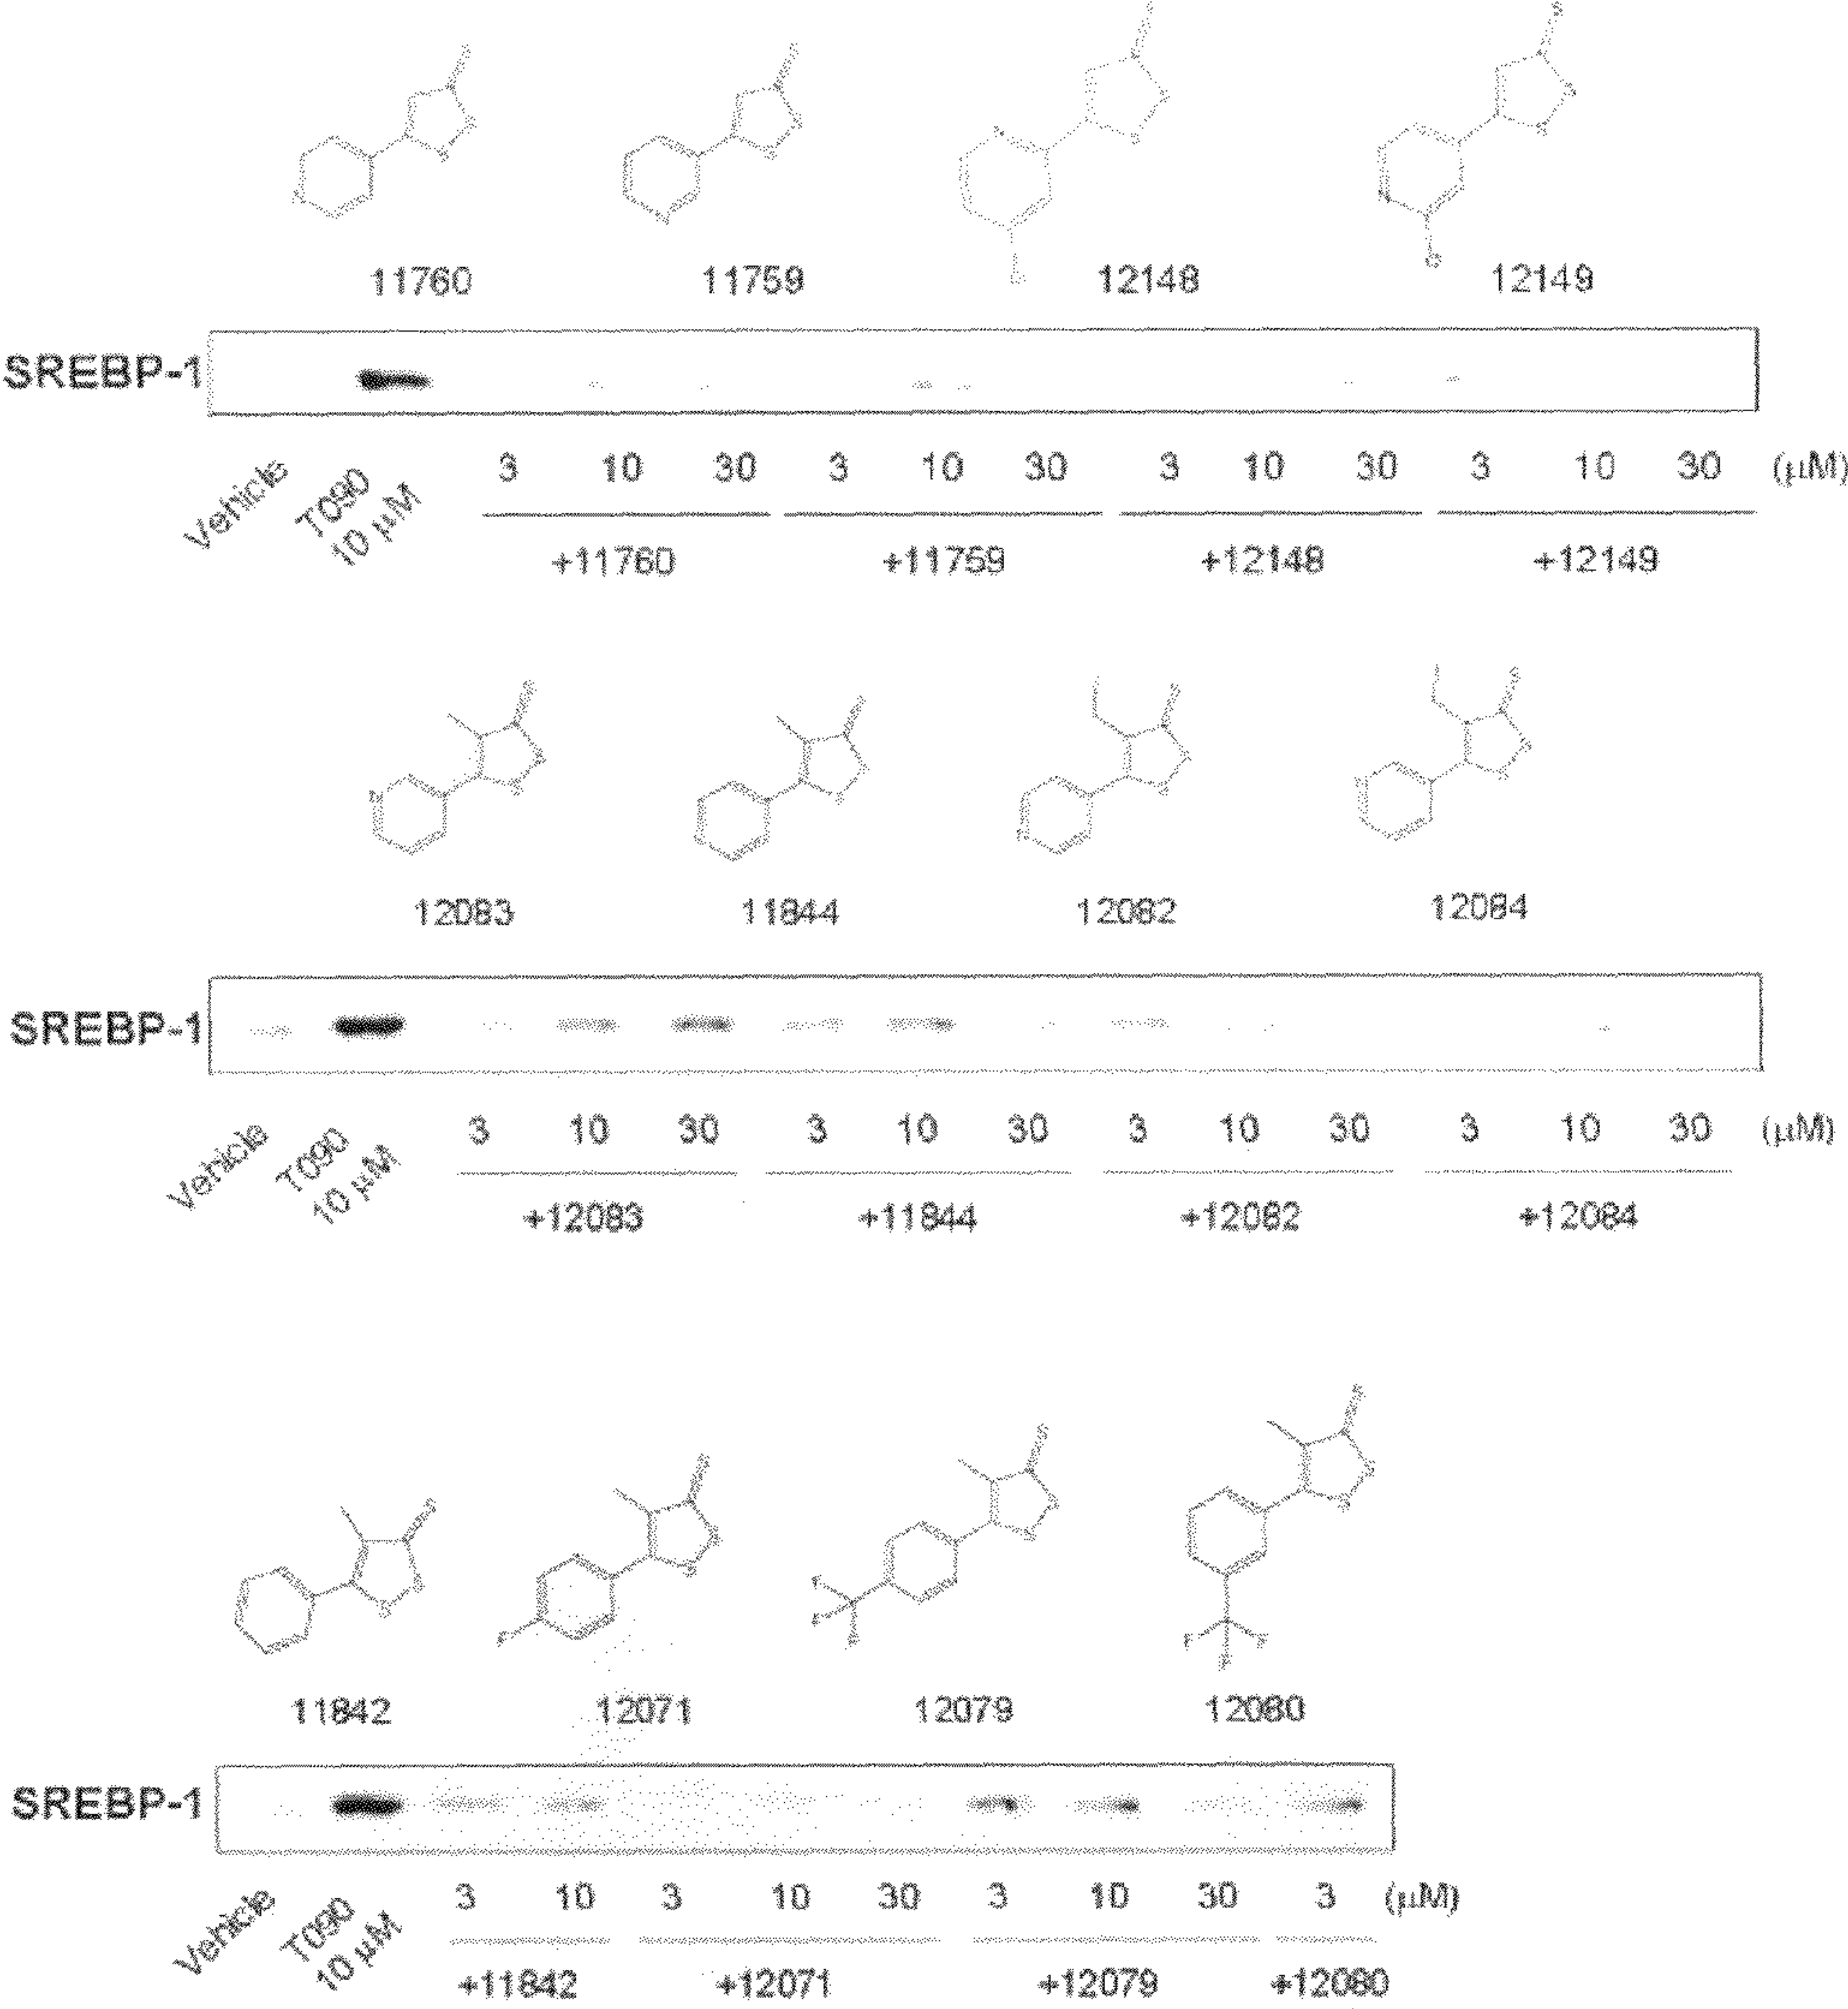 11760 11759 12148 12149
SREBP-1
Vehicle T090 10 µM 3 10 30 3 10 30 3 10 30 3 10 30 (µM)
+11760 +11759 +12148 +12149
12083 11844 12082 12084
SREBP-1
Vehicle T090 10 µM 3 10 30 3 10 30 3 10 30 3 10 30 (µM)
+12083 +11844 +12082 +12084
11842 12071 12079 12080
SREBP-1
Vehicle T090 10 µM 3 10 3 10 30 3 10 30 3 (µM)
+11842 +12071 +12079 +12080